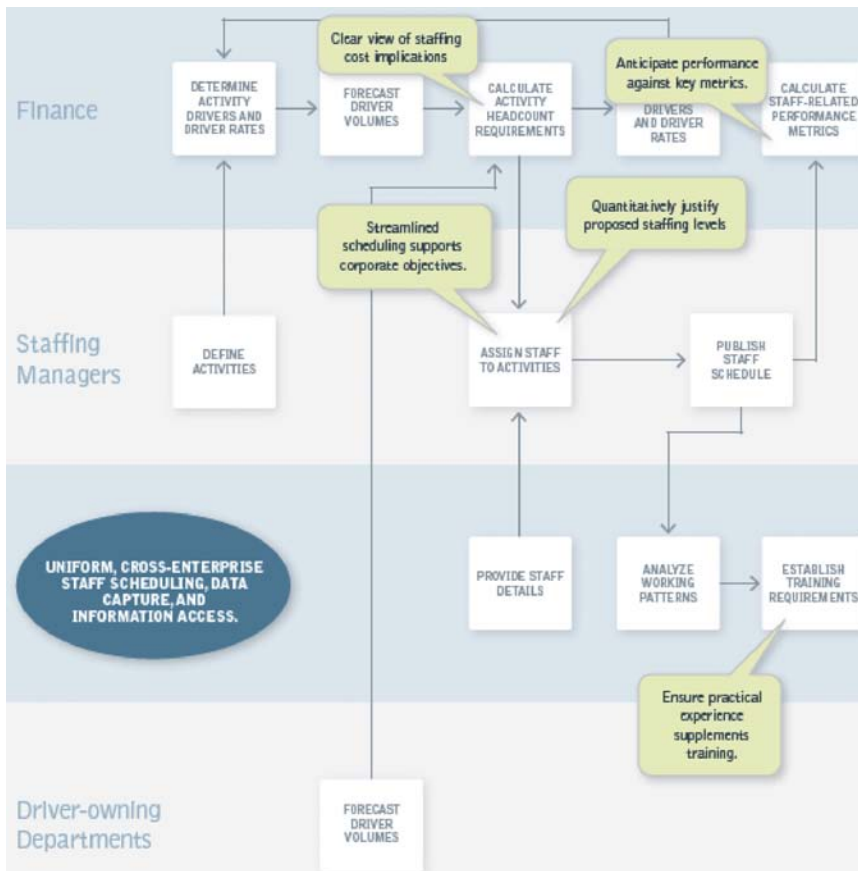 Clear view of staffing
cost implications
Anticipate performance
against key metrics.
Finance
DETERMINE
ACTIVITY
DRIVERS AND
DRIVER RATES
FORECAST
DRIVER
VOLUMES
CALCULATE
ACTIVITY
HEADCOUNT
REQUIREMENTS
DRIVERS
AND DRIVER
RATES
CALCULATE
STAFF-RELATED
PERFORMANCE
METRICS
Streamlined
scheduling supports
corporate objectives.
Quantitatively justify
proposed staffing levels
Staffing
Managers
DEFINE
ACTIVITIES
ASSIGN STAFF
TO ACTIVITIES
PUBLISH
STAFF
SCHEDULE
UNIFORM, CROSS-ENTERPRISE
STAFF SCHEDULING, DATA
CAPTURE, AND
INFORMATION ACCESS.
PROVIDE STAFF
DETAILS
ANALYZE
WORKING
PATTERNS
ESTABLISH
TRAINING
REQUIREMENTS
Ensure practical
experience
supplements
training.
Driver-owning
Departments
FORECAST
DRIVER
VOLUMES